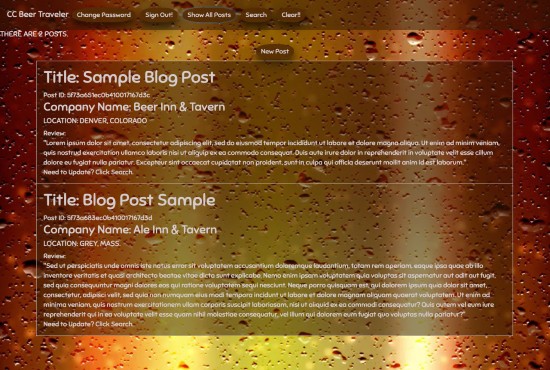 CC Beer Traveler Change Password Sign Out! Show All Posts Search Clear!!
THERE ARE 2 POSTS.
New Post
Title: Sample Blog Post
Post ID: 5f73a651ec0b410017167d3c
Company Name: Beer Inn & Tavern
LOCATION: DENVER, COLORADO
Review:
"Lorem ipsum dolor sit amet, consectetur adipiscing elit, sed do eiusmod tempor incididunt ut labore et dolore magna aliqua. Ut enim ad minim veniam,
quis nostrud exercitation ullamco laboris nisi ut aliquip ex ea commodo consequat. Duis aute irure dolor in reprehenderit in voluptate velit esse cillum
dolore eu fugiat nulla pariatur. Excepteur sint occaecat cupidatat non proident, sunt in culpa qui officia deserunt mollit anim id est laborum."
Need to Update? Click Search.
Title: Blog Post Sample
Post ID: 5f73a683ec0b410017167d3d
Company Name: Ale Inn & Tavern
LOCATION: GREY, MASS
Review:
"Sed ut perspiciatis unde omnis iste natus error sit voluptatem accusantium doloremque laudantium, totam rem aperiam, eaque ipsa quae ab illo
inventore veritatis et quasi architecto beatae vitae dicta sunt explicabo. Nemo enim ipsam voluptatem quia voluptas sit aspernatur aut odit aut fugit,
sed quia consequuntur magni dolores eos qui ratione voluptatem sequi nesciunt. Neque porro quisquam est, qui dolorem ipsum quia dolor sit amet,
consectetur, adipisci velit, sed quia non numquam eius modi tempora incidunt ut labore et dolore magnam aliquam quaerat voluptatem. Ut enim ad
minima veniam, quis nostrum exercitationem ullam corporis suscipit laboriosam, nisi ut aliquid ex ea commodi consequatur? Quis autem vel eum iure
reprehenderit qui in ea voluptate velit esse quam nihil molestiae consequatur, vel illum qui dolorem eum fugiat quo voluptas nulla pariatur?"
Need to Update? Click Search.